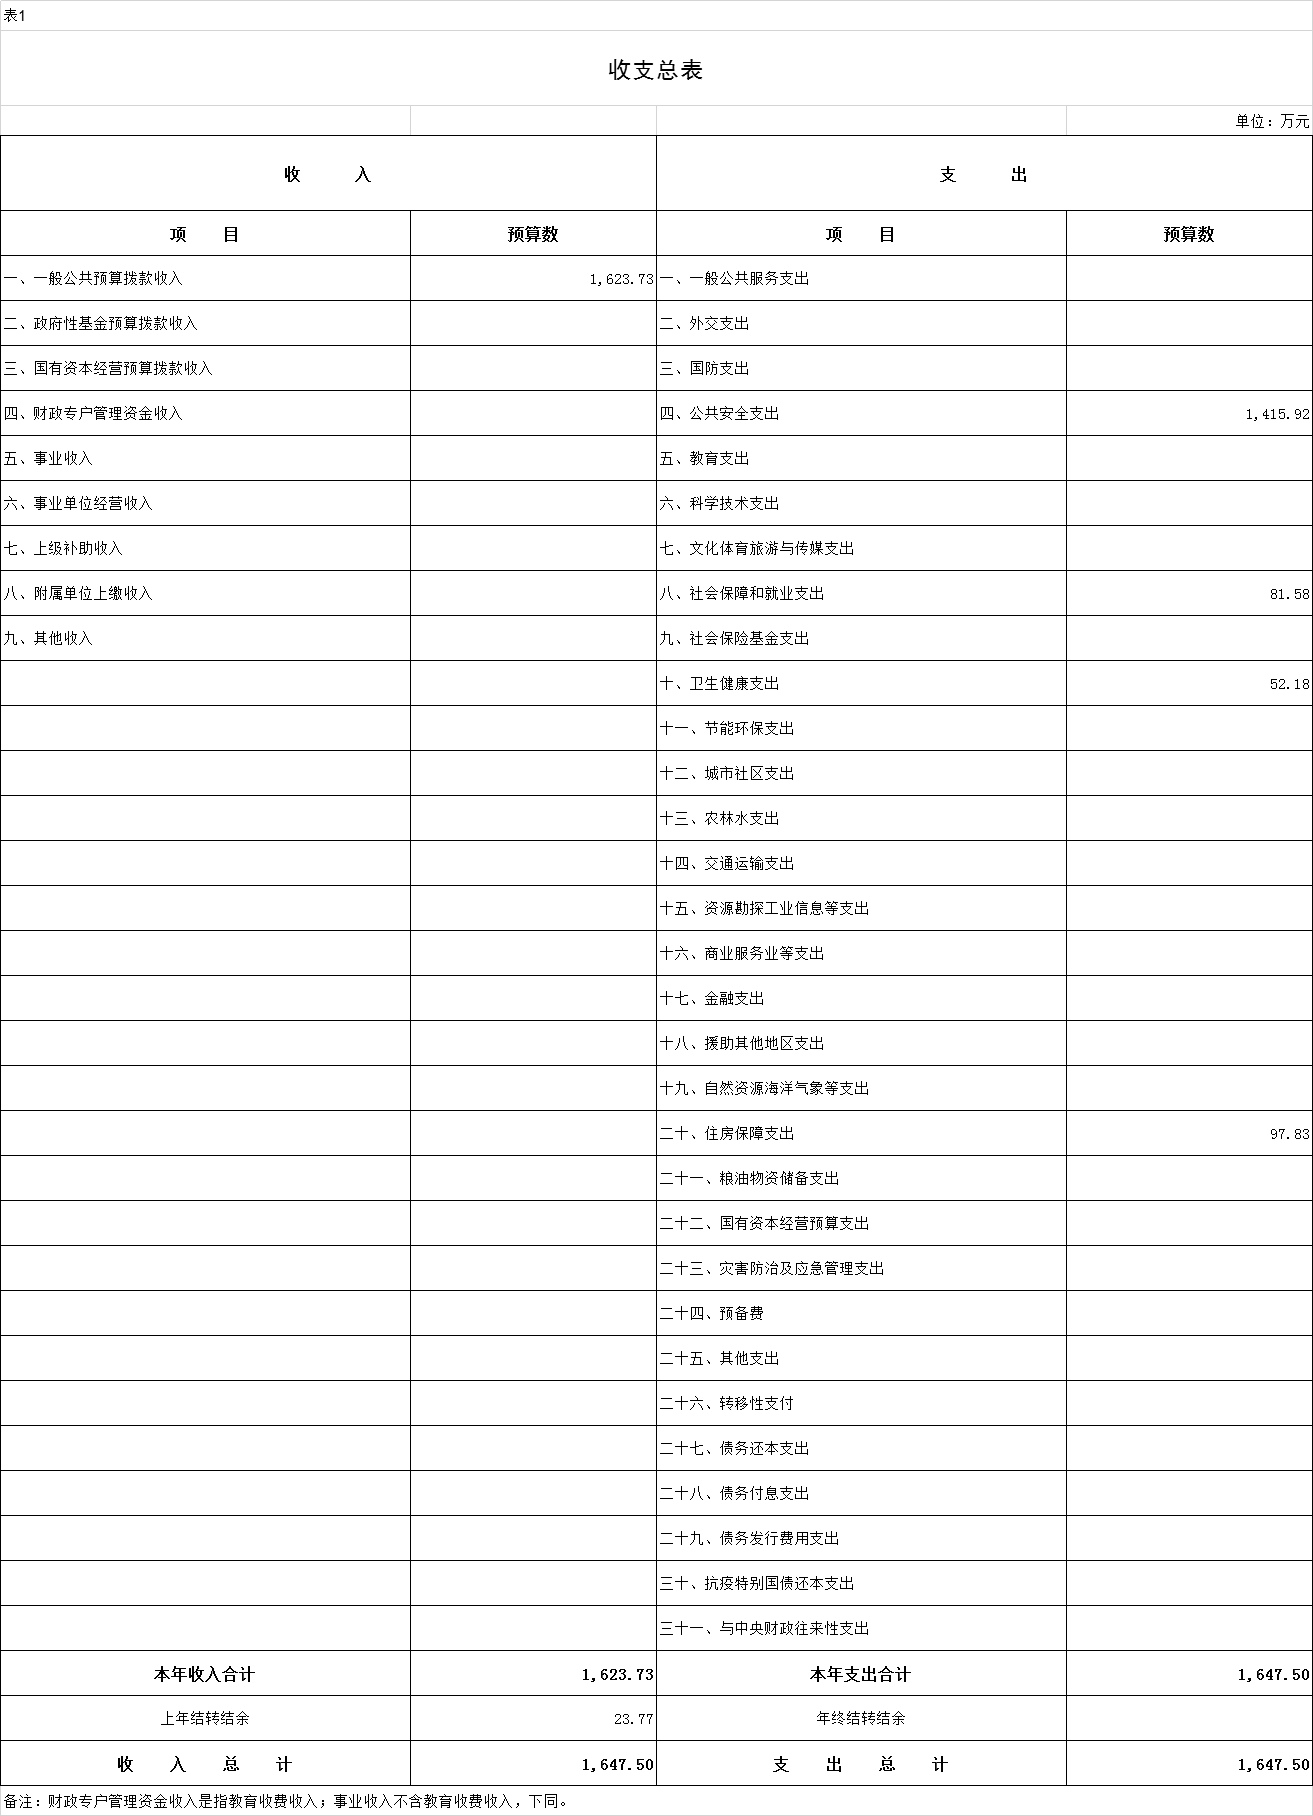 表1
收支总表
单位：万元
收 入 支 出
项 目 预算数 项 目 预算数
一、一般公共预算拨款收入 1,623.73 一、一般公共服务支出
二、政府性基金预算拨款收入 二、外交支出
三、国有资本经营预算拨款收入 三、国防支出
四、财政专户管理资金收入 四、公共安全支出 1,415.92
五、事业收入 五、教育支出
六、事业单位经营收入 六、科学技术支出
七、上级补助收入 七、文化体育旅游与传媒支出
八、附属单位上缴收入 八、社会保障和就业支出 81.58
九、其他收入 九、社会保险基金支出
十、卫生健康支出 52.18
十一、节能环保支出
十二、城市社区支出
十三、农林水支出
十四、交通运输支出
十五、资源勘探工业信息等支出
十六、商业服务业等支出
十七、金融支出
十八、援助其他地区支出
十九、自然资源海洋气象等支出
二十、住房保障支出 97.83
二十一、粮油物资储备支出
二十二、国有资本经营预算支出
二十三、灾害防治及应急管理支出
二十四、预备费
二十五、其他支出
二十六、转移性支付
二十七、债务还本支出
二十八、债务付息支出
二十九、债务发行费用支出
三十、抗疫特别国债还本支出
三十一、与中央财政往来性支出
本年收入合计 1,623.73 本年支出合计 1,647.50
上年结转结余 23.77 年终结转结余
收 入 总 计 1,647.50 支 出 总 计 1,647.50
备注：财政专户管理资金收入是指教育收费收入；事业收入不含教育收费收入，下同。